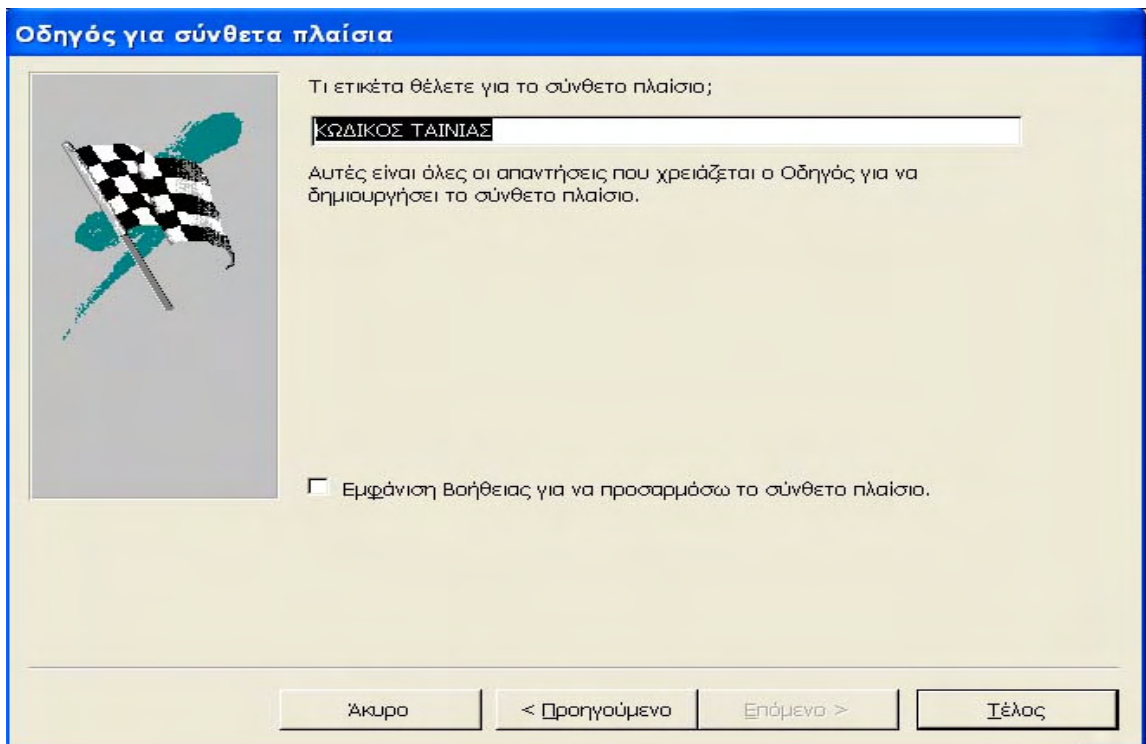 Οδηγός για σύνθετα πλαίσια
Τι ετικέτα θέλετε για το σύνθετο πλαίσιο;
ΚΩΔΙΚΟΣ ΤΑΙΝΙΑΣ
Αυτές είναι όλες οι απαντήσεις που χρειάζεται ο Οδηγός για να
δημιουργήσει το σύνθετο πλαίσιο.
Εμφάνιση Βοήθειας για να προσαρμόσω το σύνθετο πλαίσιο.
Άκυρο
< Προηγούμενο
Επόμενο >
Τέλος